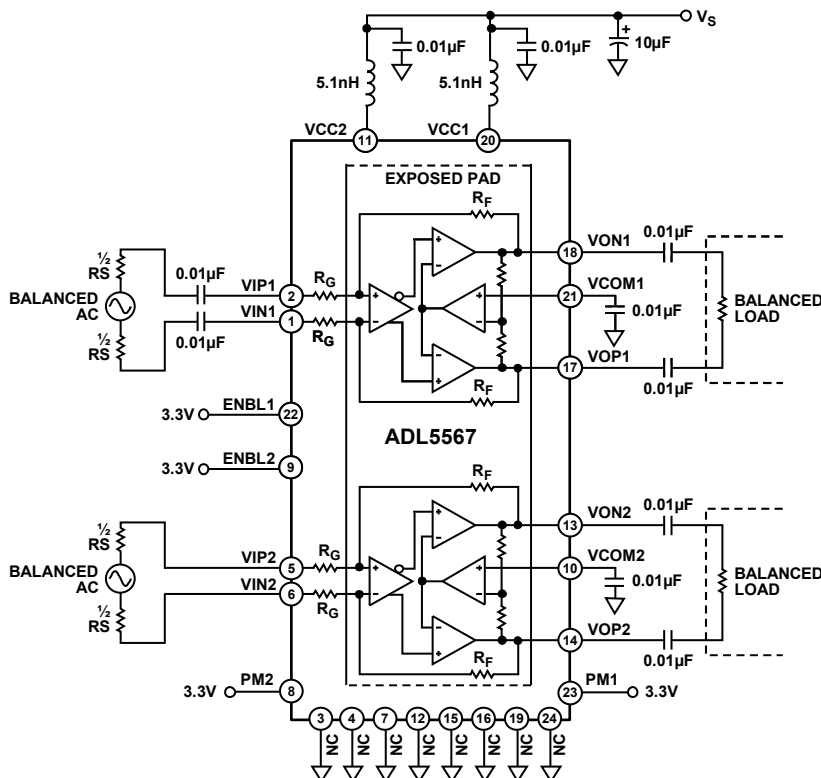 VS
0.01µF
0.01µF
10µF
+
5.1nH
5.1nH
VCC2
VCC1
11
20
EXPOSED PAD
RF
½
RS
0.01µF
VIP1
2
RG
+
+
−
18
VON1
0.01µF
BALANCED
AC
VIN1
1
RG
−
+
−
21
VCOM1
0.01µF
BALANCED
LOAD
½
RS
0.01µF
−
+
17
VOP1
0.01µF
RF
3.3V
ENBL1
22
ADL5567
3.3V
ENBL2
9
RF
½
RS
VIP2
5
RG
+
+
−
13
VON2
0.01µF
BALANCED
AC
VIN2
6
RG
−
+
−
10
VCOM2
0.01µF
BALANCED
LOAD
½
RS
−
+
14
VOP2
0.01µF
RF
3.3V
PM2
8
23
PM1
3.3V
3
4
7
12
15
16
19
24
NC
NC
NC
NC
NC
NC
NC
NC